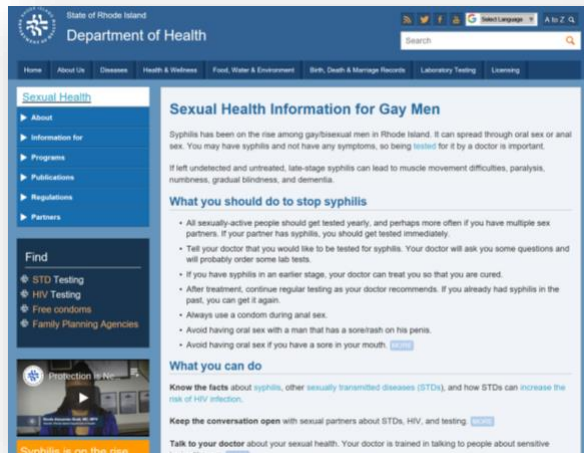 State of Rhode Island
Department of Health
Select Language
A to Z
Search
Home About Us Diseases Health & Wellness Food, Water & Environment Birth, Death & Marriage Records Laboratory Testing Licensing
Sexual Health
About
Information for
Programs
Publications
Regulations
Partners
Find
STD Testing
HIV Testing
Free condoms
Family Planning Agencies
Protection is No
Syphilis is on the rise
Sexual Health Information for Gay Men
Syphilis has been on the rise among gay/bisexual men in Rhode Island. It can spread through oral sex or anal
sex. You may have syphilis and not have any symptoms, so being tested for it by a doctor is important.
If left undetected and untreated, late-stage syphilis can lead to muscle movement difficulties, paralysis,
numbness, gradual blindness, and dementia.
What you should do to stop syphilis
• All sexually-active people should get tested yearly, and perhaps more often if you have multiple sex
partners. If your partner has syphilis, you should get tested immediately.
• Tell your doctor that you would like to be tested for syphilis. Your doctor will ask you some questions and
will probably order some lab tests.
• If you have syphilis in an earlier stage, your doctor can treat you so that you are cured.
• After treatment, continue regular testing as your doctor recommends. If you already had syphilis in the
past, you can get it again.
• Always use a condom during anal sex.
• Avoid having oral sex with a man that has a sore/rash on his penis.
• Avoid having oral sex if you have a sore in your mouth. MORE
What you can do
Know the facts about syphilis, other sexually transmitted diseases (STDs), and how STDs can increase the
risk of HIV infection.
Keep the conversation open with sexual partners about STDs, HIV, and testing. MORE
Talk to your doctor about your sexual health. Your doctor is trained in talking to people about sensitive